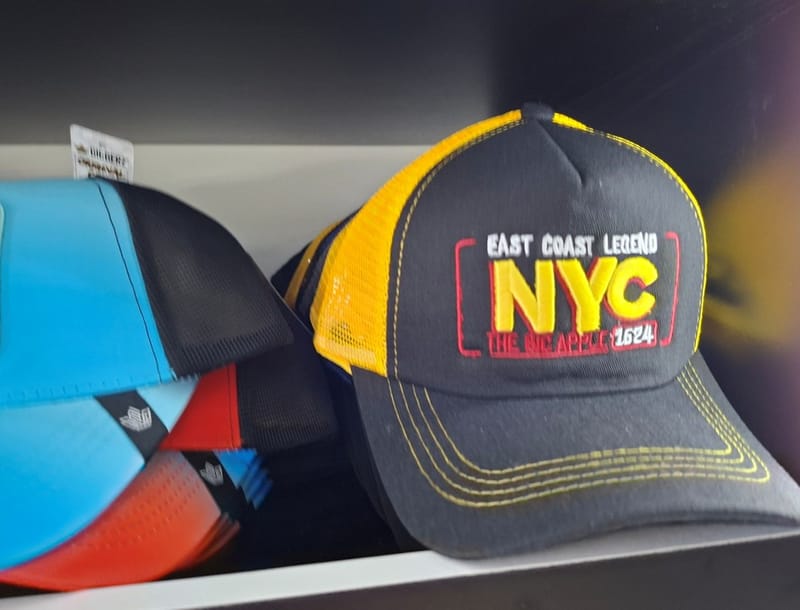 EAST COAST LEGEND
NYC
THE BIG APPLE 1624